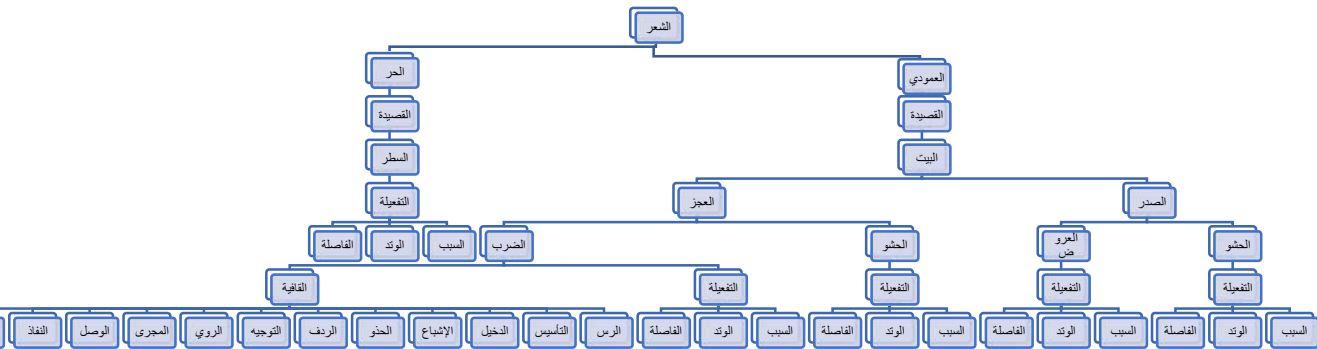 الشعر
العمودي
الحر
القصيدة
القصيدة
البيت
السطر
الصدر
العجز
التفعيلة
الحشو
العرو
ض
الحشو
الضرب
السبب
الوتد
الفاصلة
التفعيلة
التفعيلة
التفعيلة
التفعيلة
القافية
السبب
الوتد
الفاصلة
السبب
الوتد
الفاصلة
السبب
الوتد
الفاصلة
السبب
الوتد
الفاصلة
الرس
التأسيس
الدخيل
الإشباع
الحذو
الردف
التوجيه
الروي
المجرى
الوصل
النفاذ